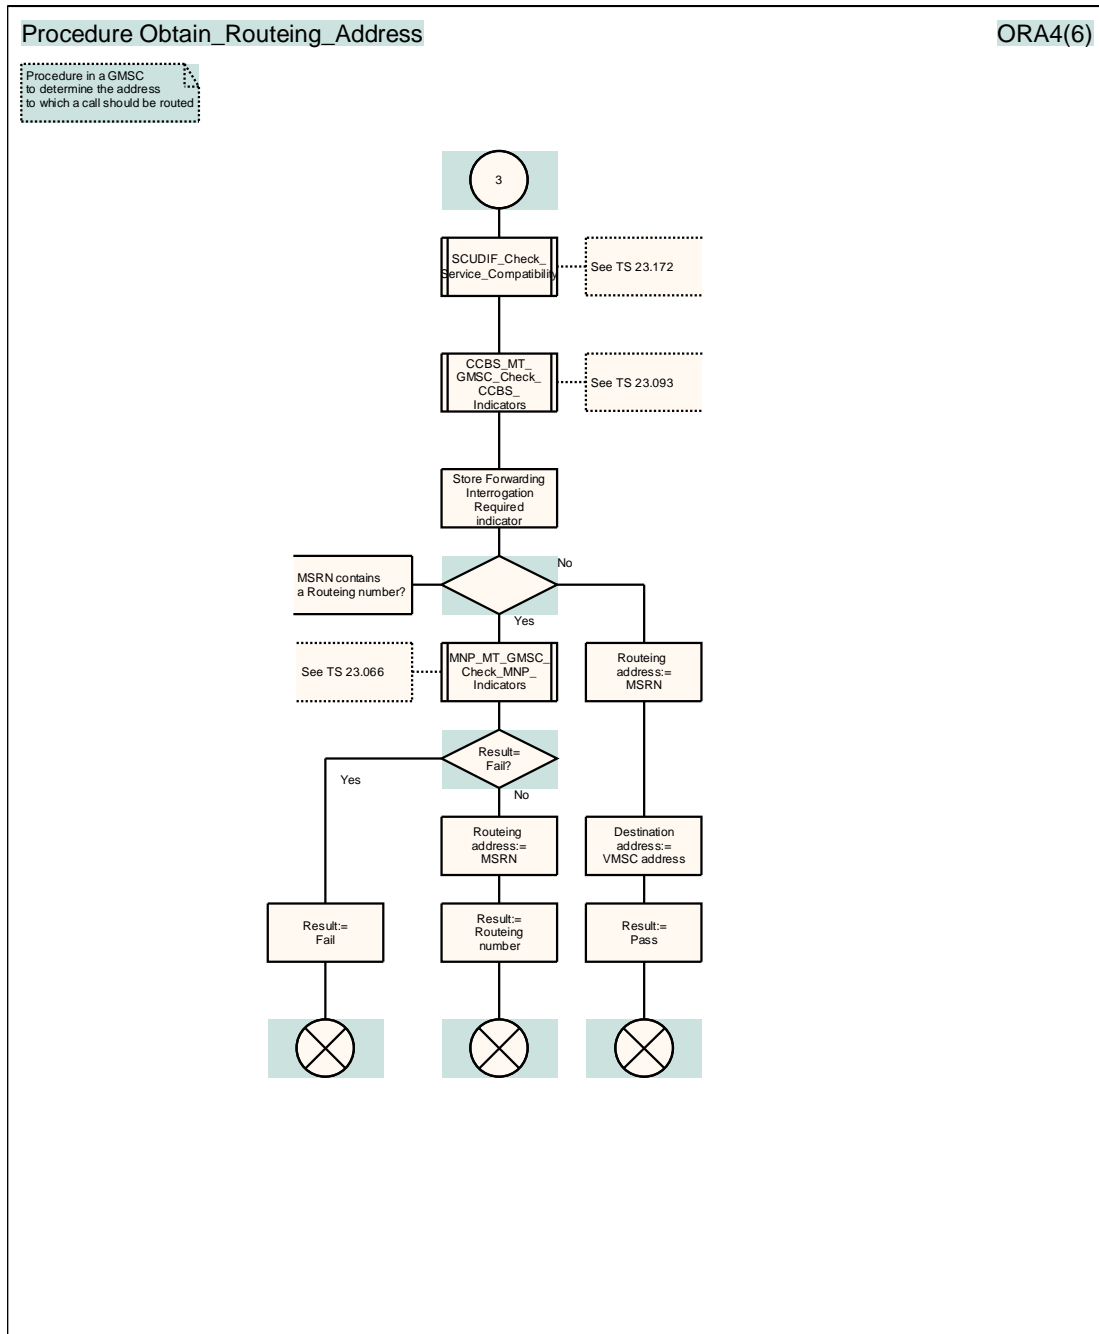 Procedure Obtain_Routeing_Address
ORA4(6)
Procedure in a GMSC
to determine the address
to which a call should be routed
3
SCUDIF_Check_
Service_Compatibility
See TS 23.172
CCBS_MT_
GMSC_Check_
CCBS_
Indicators
See TS 23.093
Store Forwarding
Interrogation
Required
indicator
MSRN contains
a Routeing number?
No
Yes
See TS 23.066
MNP_MT_GMSC_
Check_MNP_
Indicators
Routeing
address:=
MSRN
Result=
Fail?
Yes
No
Routeing
address:=
MSRN
Destination
address:=
VMSC address
Result:=
Fail
Result:=
Routeing
number
Result:=
Pass